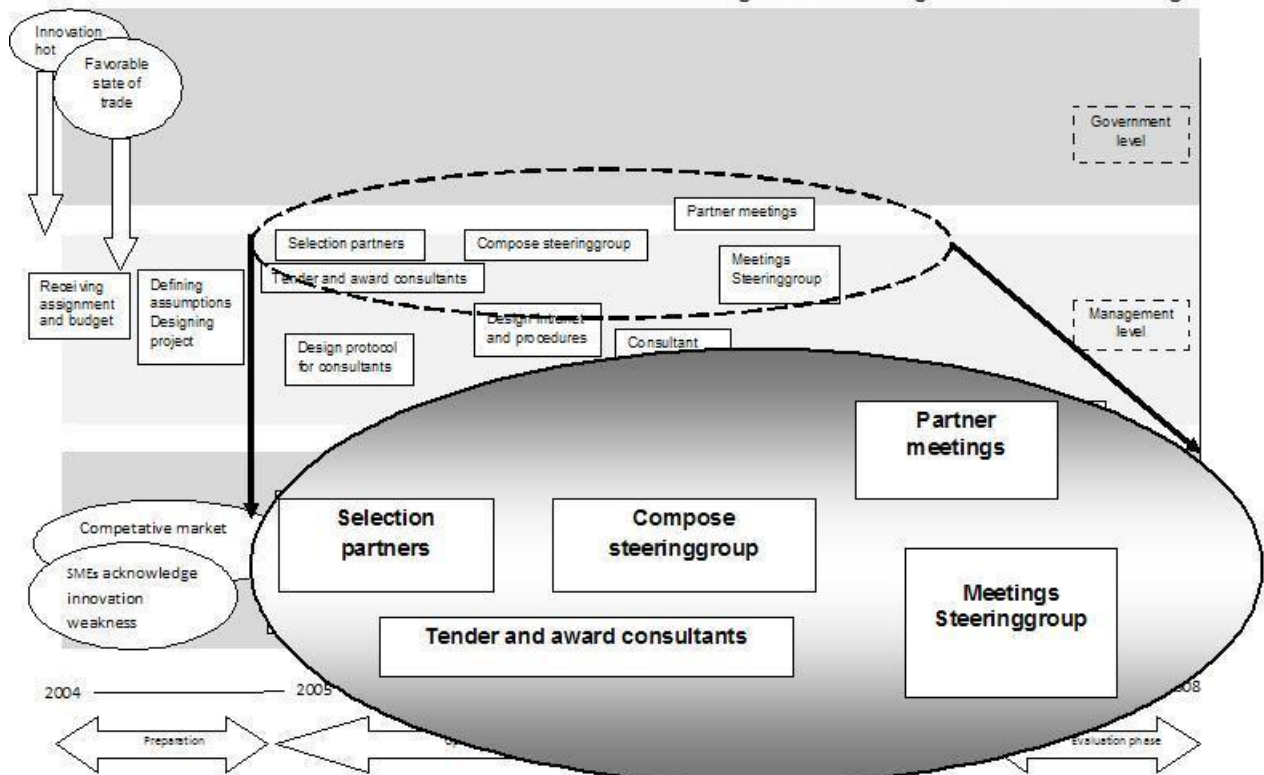 Innovation
hot
Favorable
state of
trade
Government
level
Partner meetings
Selection partners
Compose steeringgroup
Meetings
Steeringgroup
Tender and award consultants
Receiving
assignment
and budget
Defining
assumptions
Designing
project
Management
level
Design intranet
and procedures
Consultant
Design protocol
for consultants
Partner
meetings
Selection
partners
Compose
steeringgroup
Competative market
SMEs acknowledge
innovation
weakness
Meetings
Steeringgroup
Tender and award consultants
2004
2005
08
Preparation
Evaluation phase